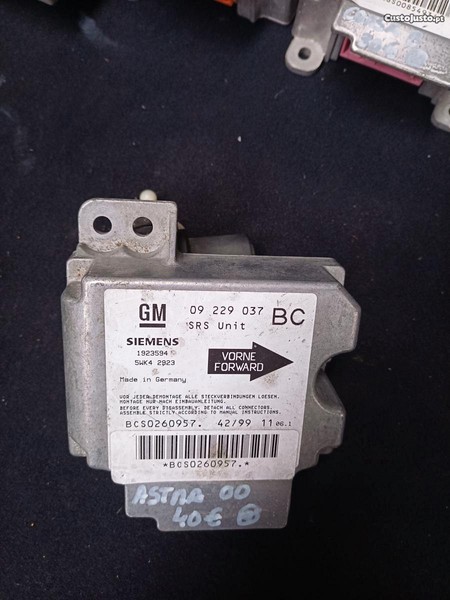 CustoJusto.pt
GM
09 229 037
BC
SRS Unit
SIEMENS
1923594
5WK4 2923
VORNE
FORWARD
Made in Germany
VOR JEDER DEMONTAGE ALLE STECKVERBINDUNGEN LOESEN.
MONTAGE NUR NACH EINBAUANLEITUNG.
BEFORE EVERY DISASSEMBLY, DETACH ALL CONNECTORS.
ASSEMBLE STRICTLY ACCORDING TO MANUAL INSTRUCTIONS.
BCS0260957. 42/99 11 06.1
*BCS0260957.*
ASTRA 00
40€